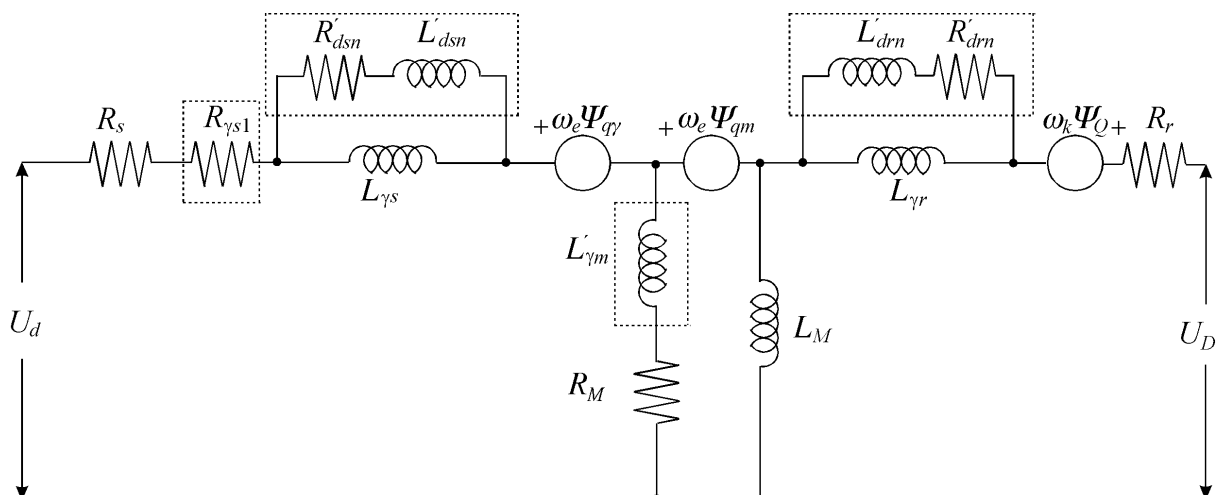 R'dsn L'dsn
L'drn R'drn
Rs
Rγs1
+ ωeΨqγ
+ ωeΨqm
ωkΨQ +
Rr
Lγs
Lγr
L'γm
Ud
LM
UD
RM